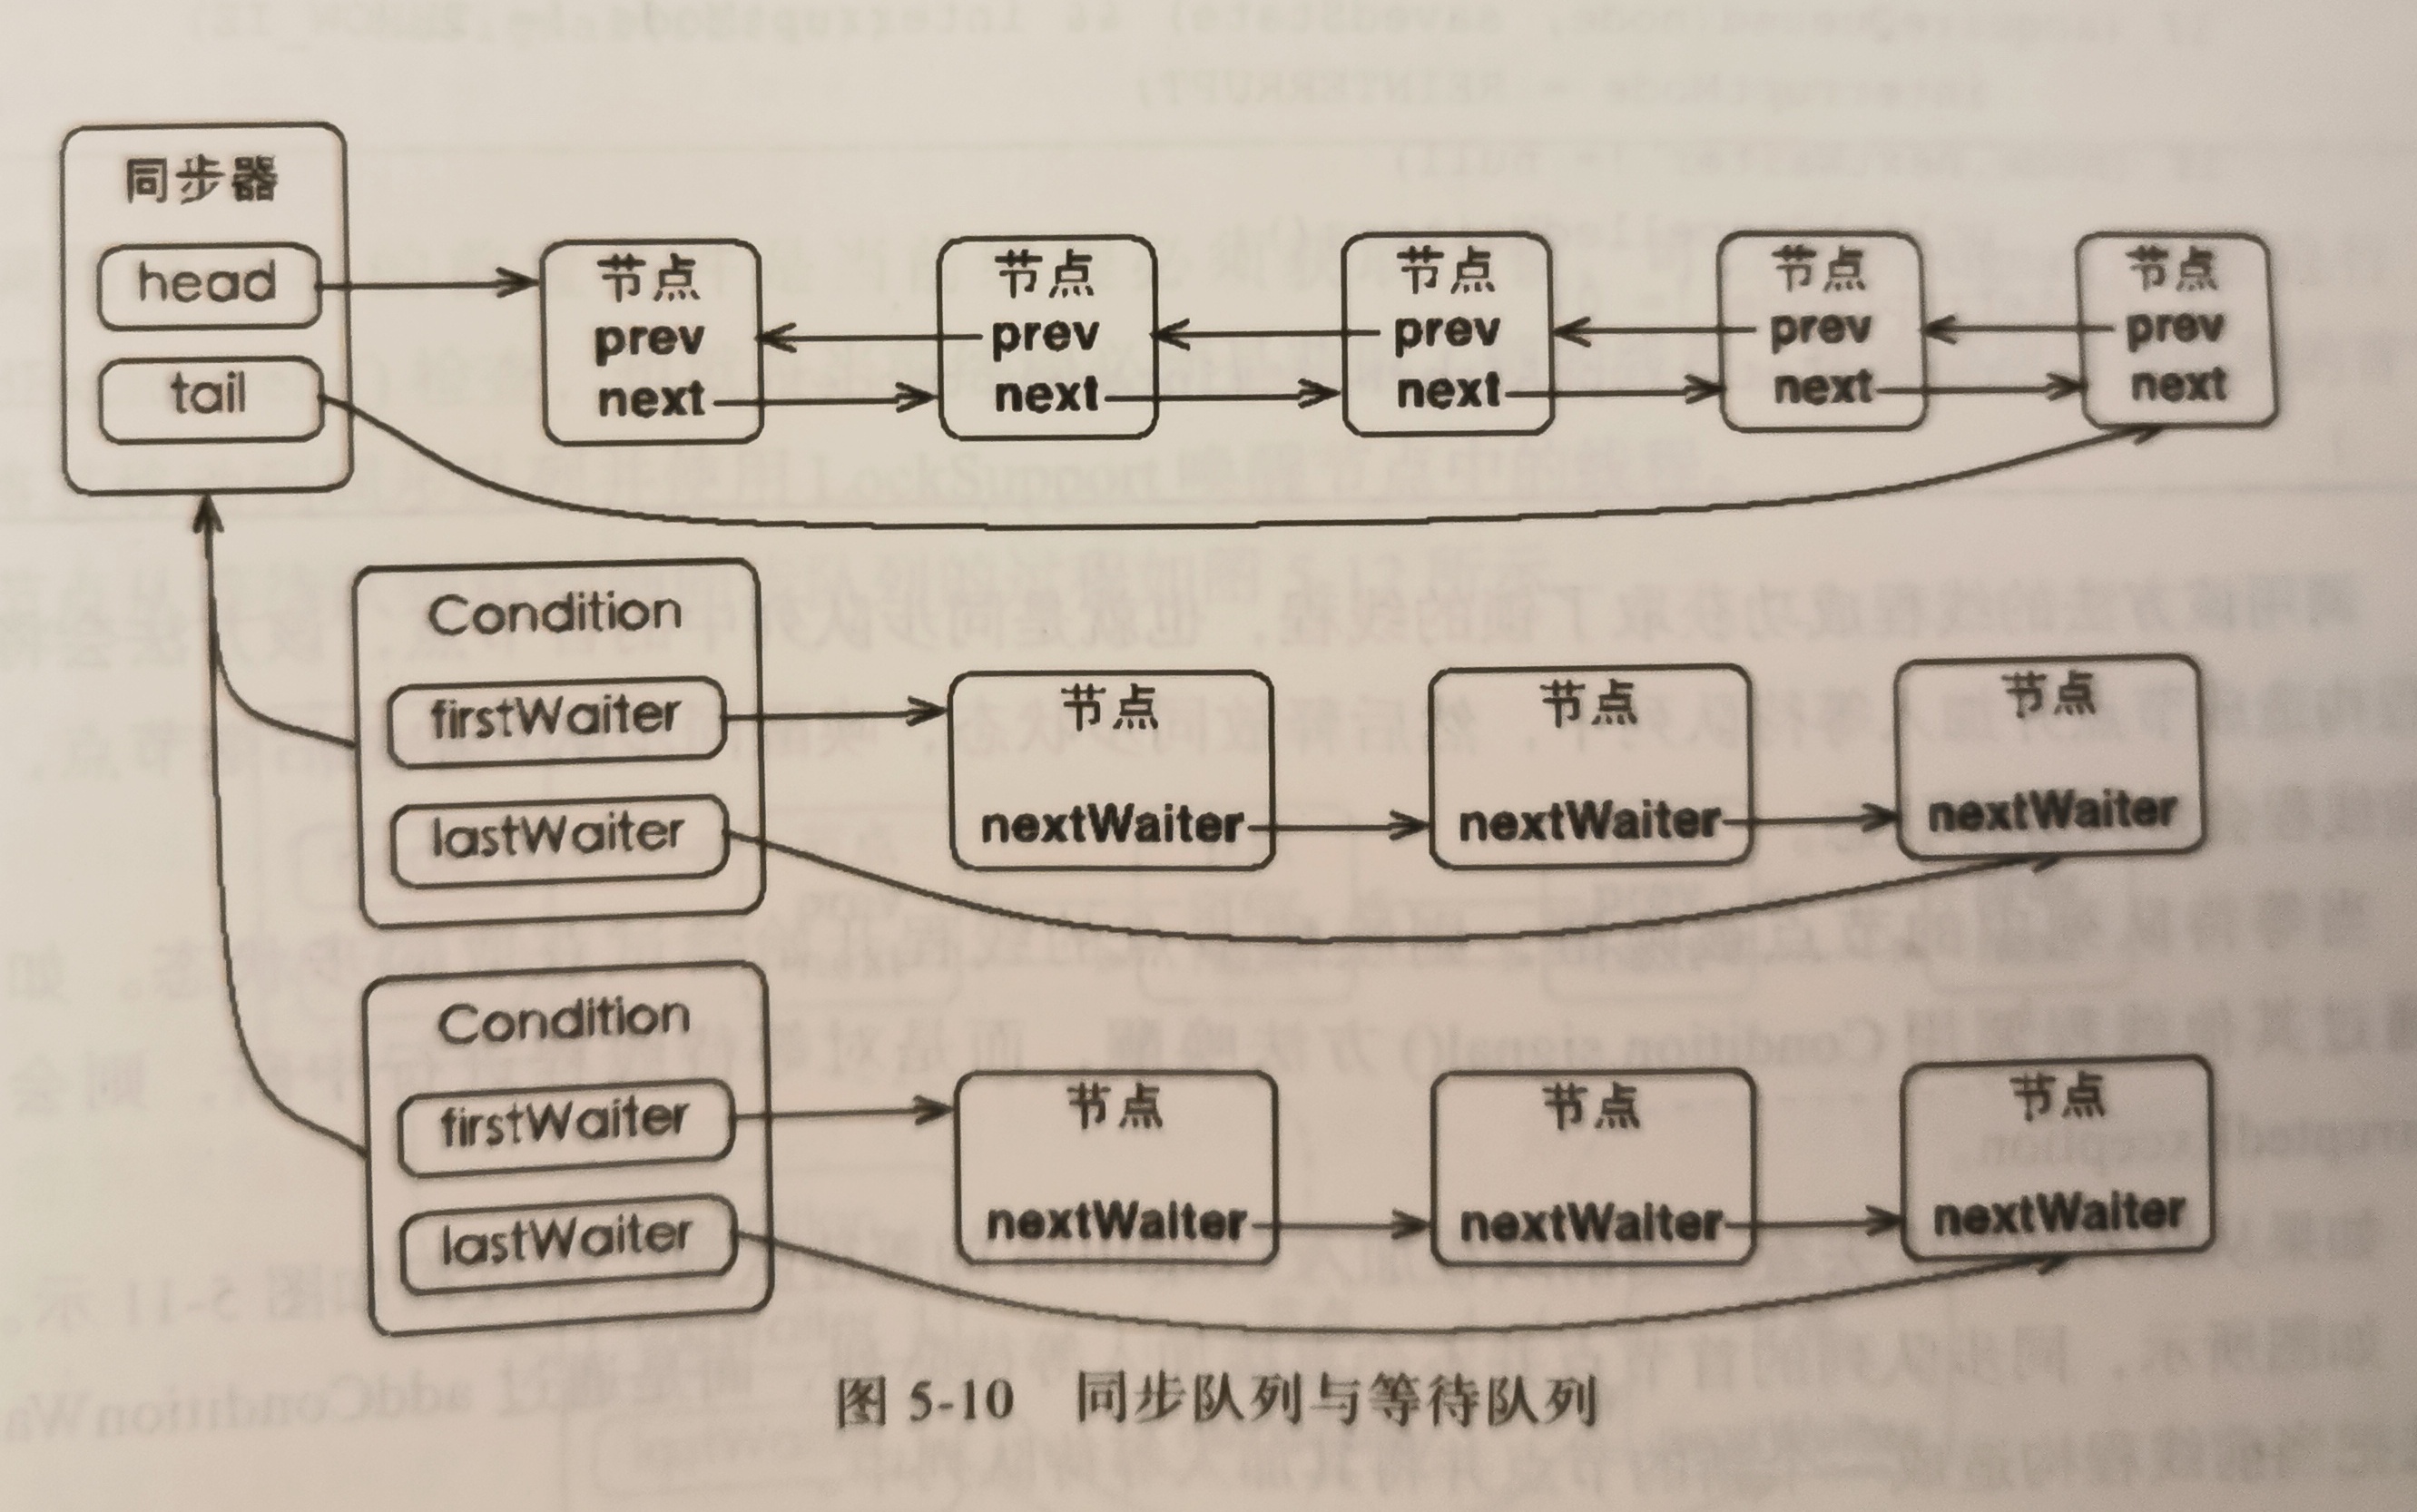 同步器
head
tail
节点
prev
next
节点
prev
next
节点
prev
next
节点
prev
next
节点
prev
next
Condition
firstWaiter
lastWaiter
节点
nextWaiter
节点
nextWaiter
节点
nextWaiter
Condition
firstWaiter
lastWaiter
节点
nextWaiter
节点
nextWaiter
节点
nextWaiter
图 5-10 同步队列与等待队列